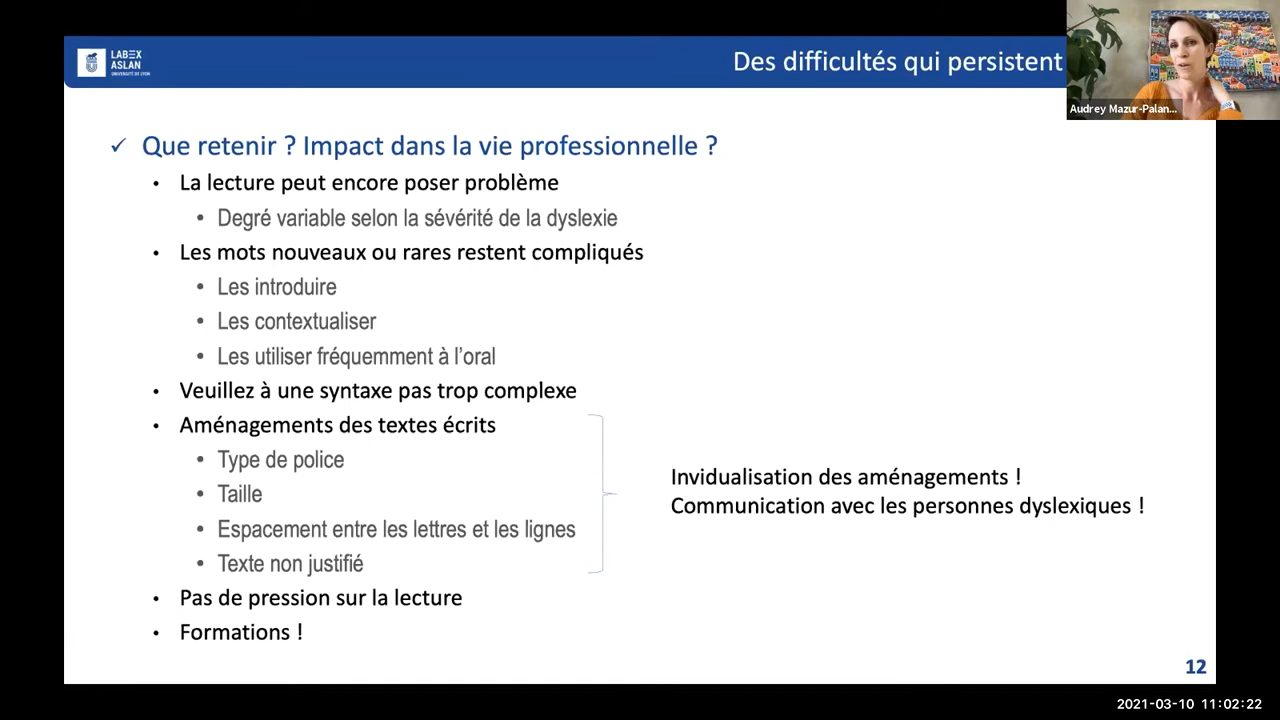 LABEX
ASLAN
UNIVERSITÉ DE LYON
Des difficultés qui persistent
Audrey Mazur-Palan...
✓ Que retenir ? Impact dans la vie professionnelle ?
• La lecture peut encore poser problème
• Degré variable selon la sévérité de la dyslexie
• Les mots nouveaux ou rares restent compliqués
• Les introduire
• Les contextualiser
• Les utiliser fréquemment à l’oral
• Veuillez à une syntaxe pas trop complexe
• Aménagements des textes écrits
• Type de police
• Taille
• Espacement entre les lettres et les lignes
• Texte non justifié
Invidualisation des aménagements !
Communication avec les personnes dyslexiques !
• Pas de pression sur la lecture
• Formations !
12
2021-03-10 11:02:22